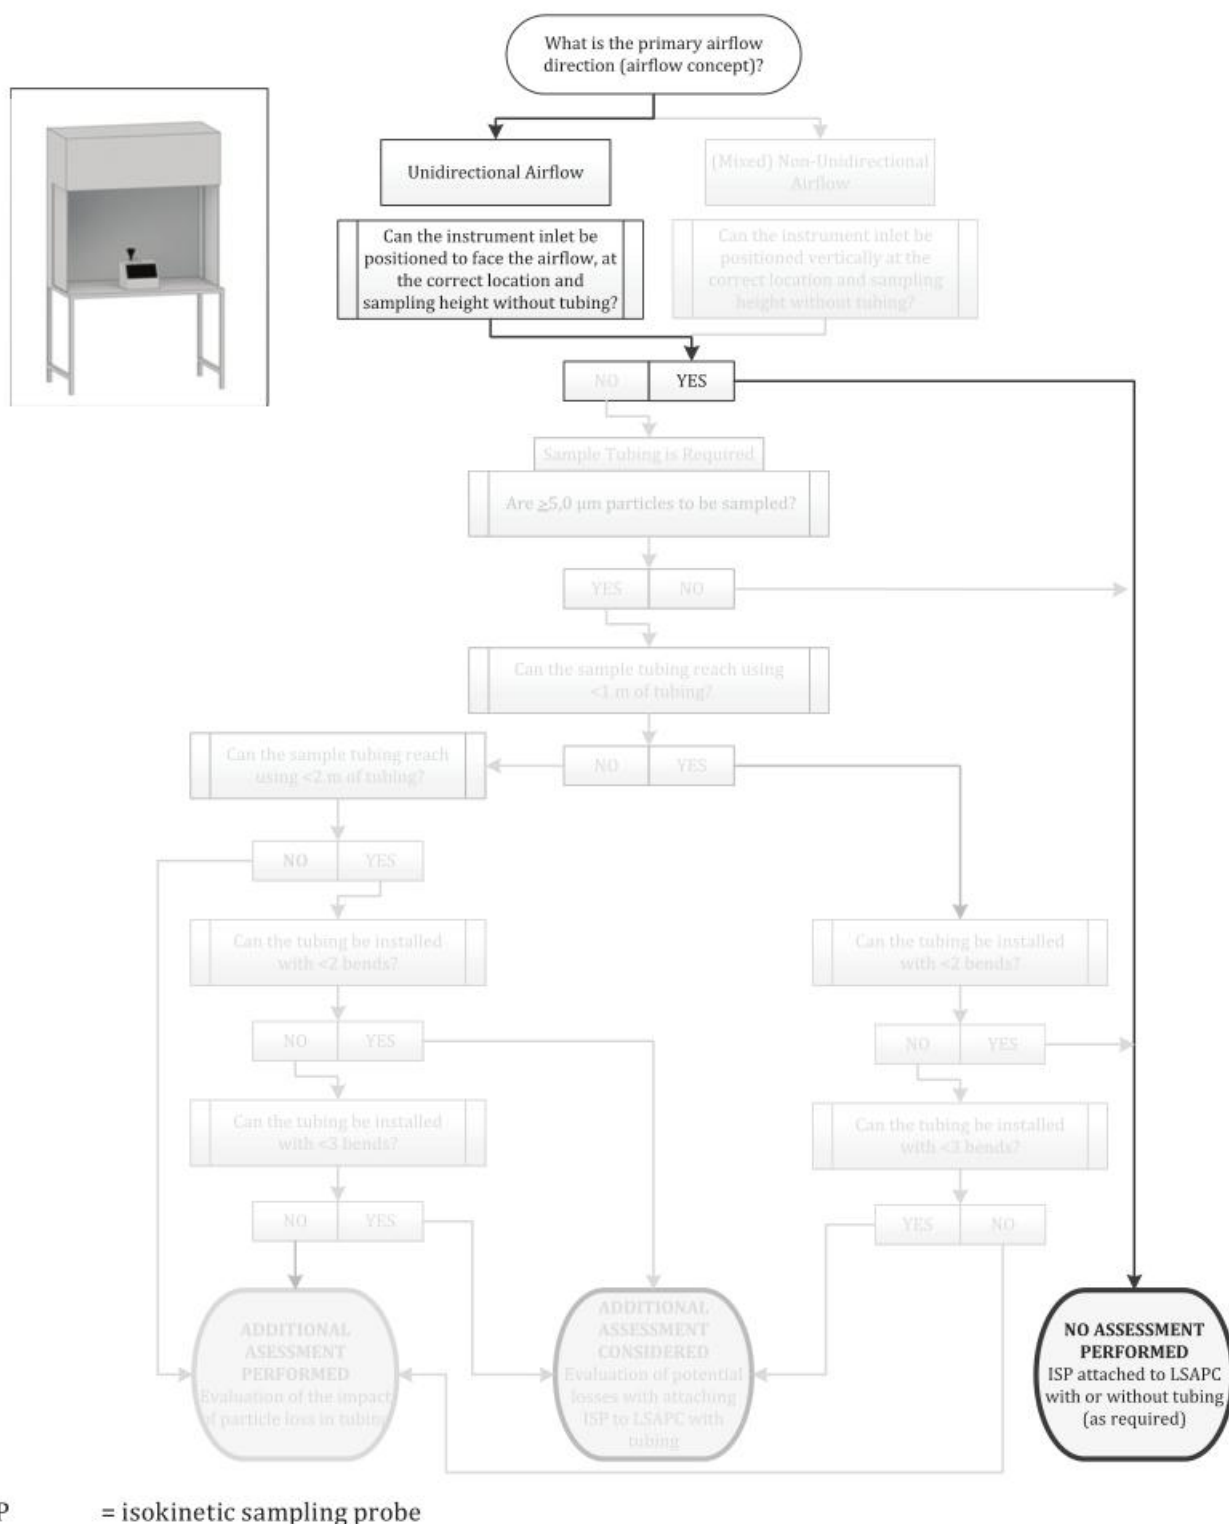 What is the primary airflow
direction (airflow concept)?
Unidirectional Airflow
(Mixed) Non-Unidirectional
Airflow
Can the instrument inlet be
positioned to face the airflow, at
the correct location and
sampling height without tubing?
Can the instrument inlet be
positioned vertically at the
correct location and sampling
height without tubing?
NO
YES
Sample Tubing is Required
Are ≥5,0 µm particles to be sampled?
YES
NO
Can the sample tubing reach using
<1 m of tubing?
Can the sample tubing reach
using <2 m of tubing?
NO
YES
NO
YES
Can the tubing be installed
with <2 bends?
Can the tubing be installed
with <2 bends?
NO
YES
NO
YES
Can the tubing be installed
with <3 bends?
Can the tubing be installed
with <3 bends?
NO
YES
YES
NO
ADDITIONAL
ASESSMENT
PERFORMED
Evaluation of the impact
of particle loss in tubing
ADDITIONAL
ASSESSMENT
CONSIDERED
Evaluation of potential
losses with attaching
ISP to LSAPC with
tubing
NO ASSESSMENT
PERFORMED
ISP attached to LSAPC
with or without tubing
(as required)
P = isokinetic sampling probe